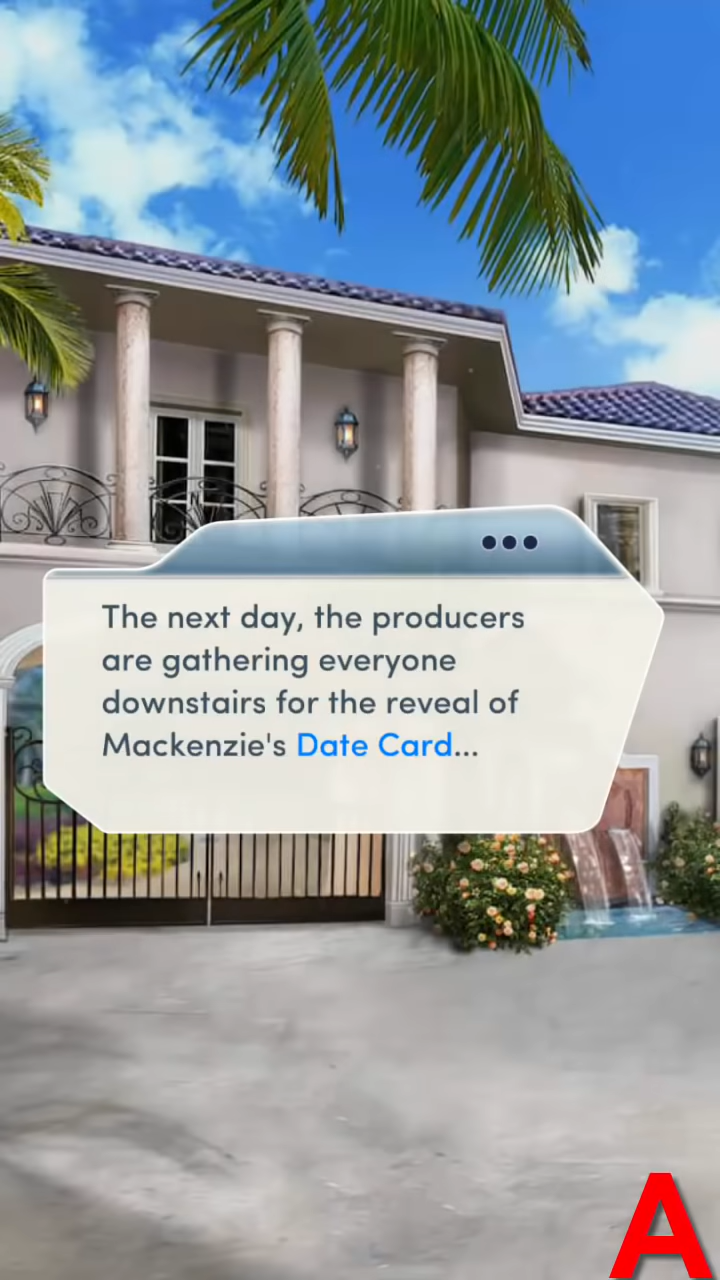 The next day, the producers
are gathering everyone
downstairs for the reveal of
Mackenzie's Date Card...
A